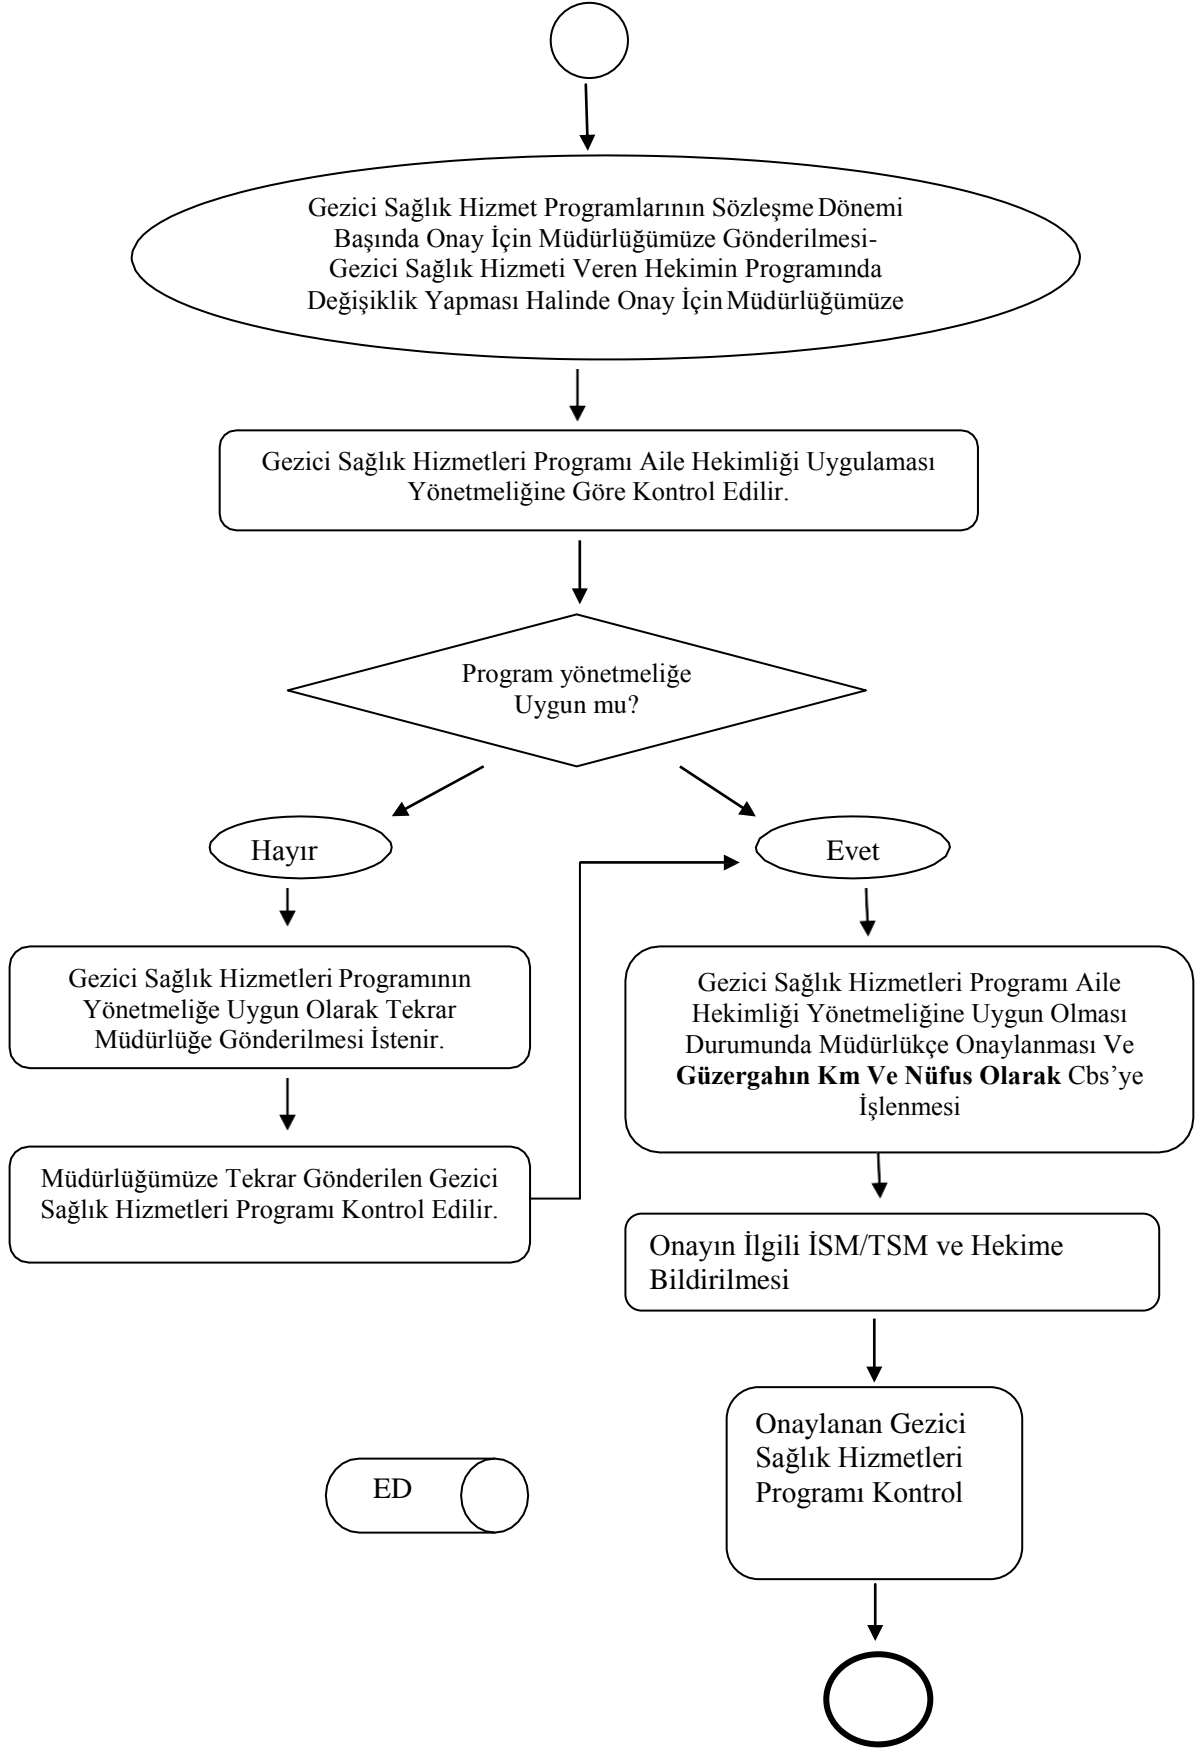 Gezici Sağlık Hizmet Programlarının Sözleşme Dönemi
Başında Onay İçin Müdürlüğümüze Gönderilmesi-
Gezici Sağlık Hizmeti Veren Hekimin Programında
Değişiklik Yapması Halinde Onay İçin Müdürlüğümüze
Gezici Sağlık Hizmetleri Programı Aile Hekimliği Uygulaması
Yönetmeliğine Göre Kontrol Edilir.
Program yönetmeliğe
Uygun mu?
Hayır
Evet
Gezici Sağlık Hizmetleri Programının
Yönetmeliğe Uygun Olarak Tekrar
Müdürlüğe Gönderilmesi İstenir.
Müdürlüğümüze Tekrar Gönderilen Gezici
Sağlık Hizmetleri Programı Kontrol Edilir.
Gezici Sağlık Hizmetleri Programı Aile
Hekimliği Yönetmeliğine Uygun Olması
Durumunda Müdürlükçe Onaylanması Ve
Güzergahın Km Ve Nüfus Olarak Cbs’ye
İşlenmesi
Onayın İlgili İSM/TSM ve Hekime
Bildirilmesi
Onaylanan Gezici
Sağlık Hizmetleri
Programı Kontrol
ED